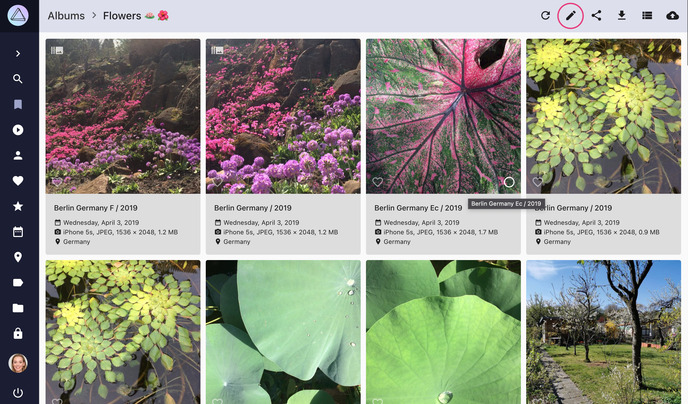 Albums > Flowers 🪷 🌺
Berlin Germany F / 2019
Wednesday, April 3, 2019
iPhone 5s, JPEG, 1536 × 2048, 1.2 MB
Germany
Berlin Germany / 2019
Wednesday, April 3, 2019
iPhone 5s, JPEG, 1536 × 2048, 1.2 MB
Germany
Berlin Germany Ec / 2019
Wednesday, April 3, 2019
iPhone 5s, JPEG, 1536 × 2048, 1.7 MB
Germany
Berlin Germany Ec / 2019
Germany / 2019
Wednesday, April 3, 2019
iPhone 5s, JPEG, 1536 × 2048, 0.9 MB
Germany